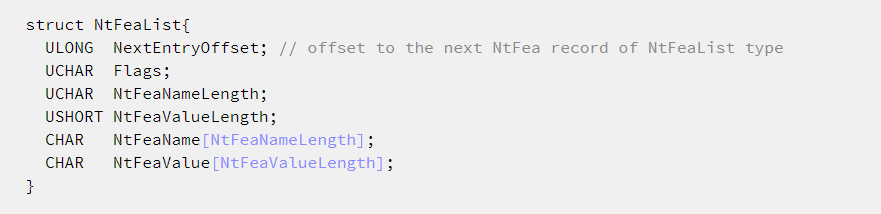 struct NtFeaList{
  ULONG  NextEntryOffset; // offset to the next NtFea record of NtFeaList type
  UCHAR  Flags;
  UCHAR  NtFeaNameLength;
  USHORT NtFeaValueLength;
  CHAR   NtFeaName[NtFeaNameLength];
  CHAR   NtFeaValue[NtFeaValueLength];
}